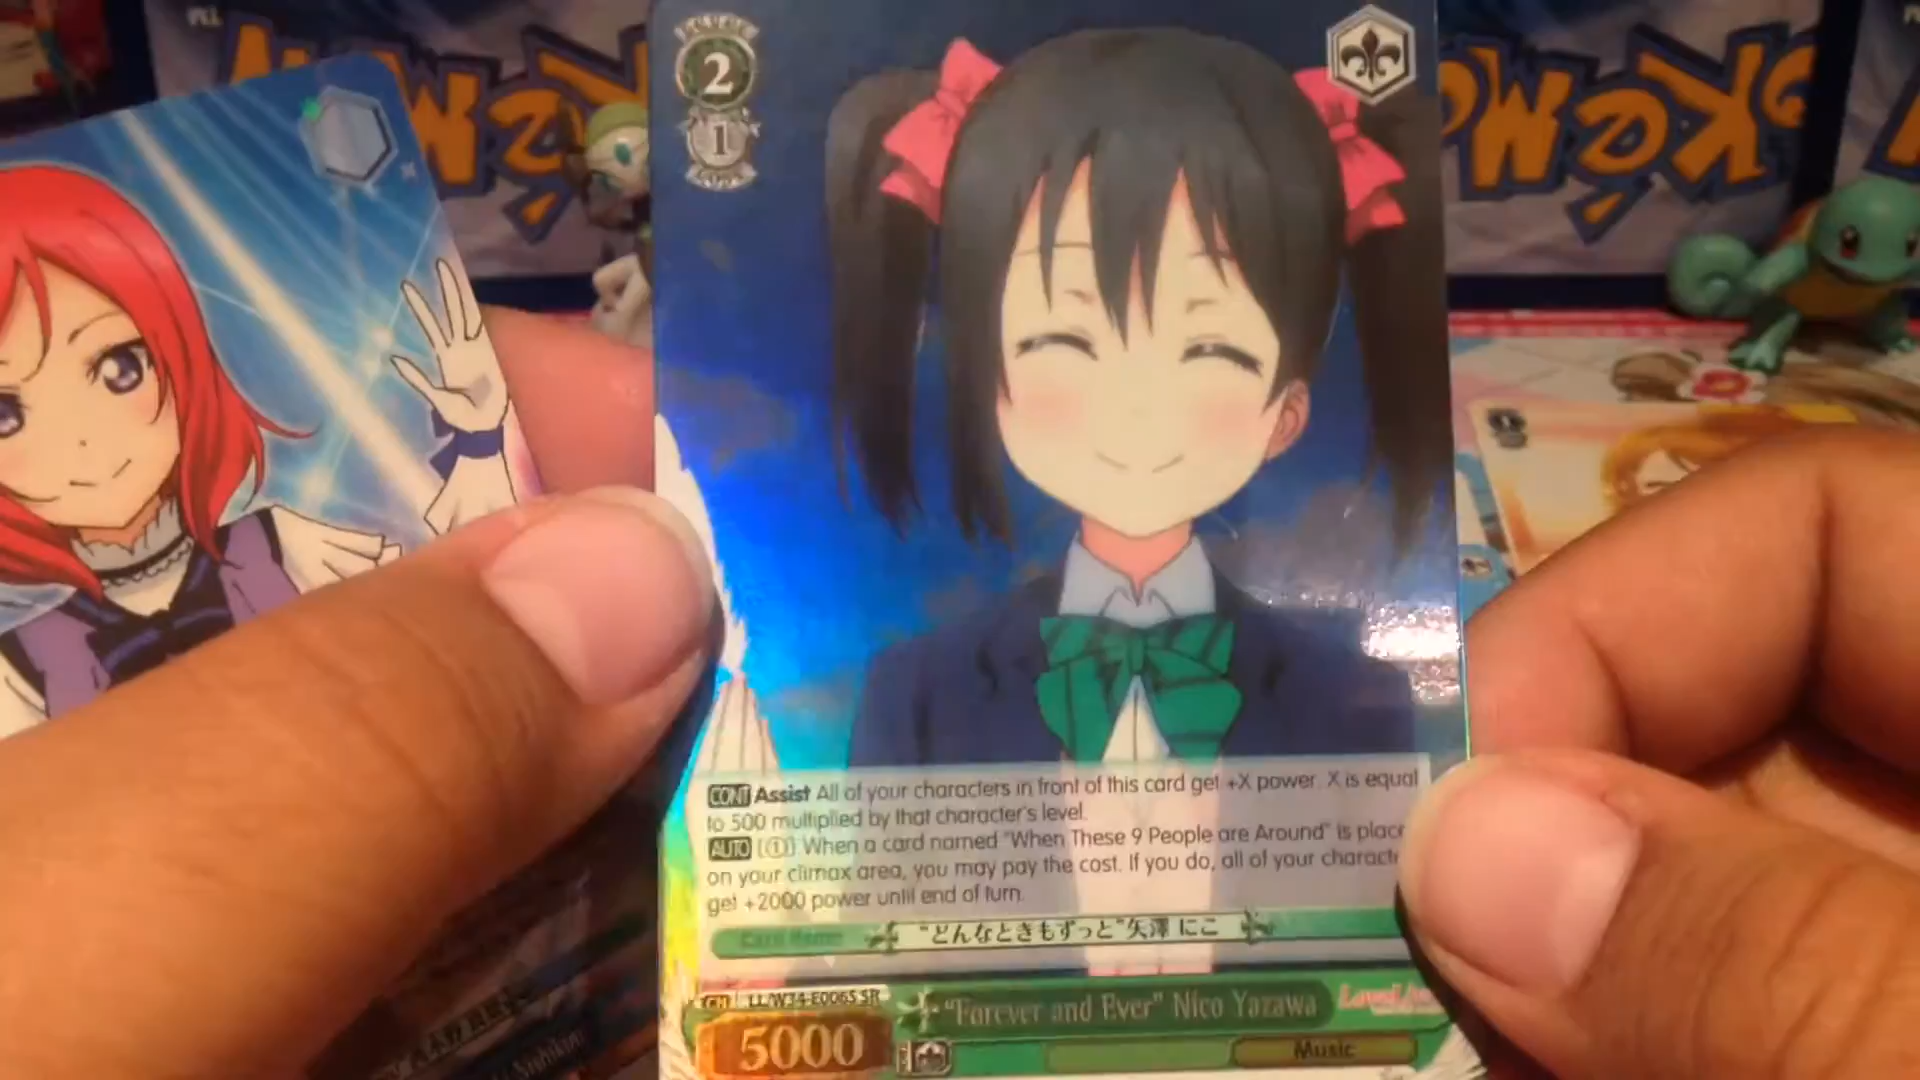 2
1
CONT Assist All of your characters in front of this card get +X power. X is equal
to 500 multiplied by that character's level.
AUTO [(1)] When a card named "When These 9 People are Around" is place
on your climax area, you may pay the cost. If you do, all of your characte
get +2000 power until end of turn.
Card Name "どんなときもずっと"矢澤 にこ
CH LL/W34-E006S SR
"Forever and Ever" Nico Yazawa
5000
Music